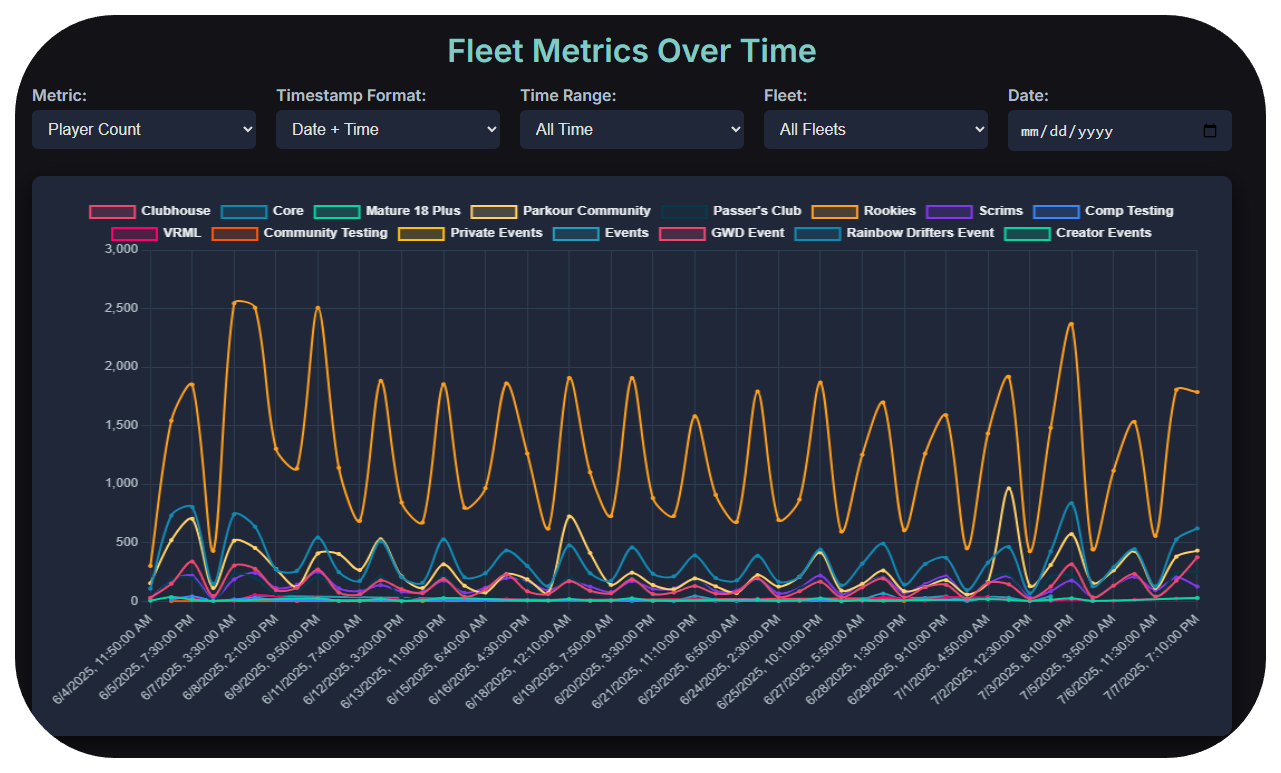 Fleet Metrics Over Time
Metric: Timestamp Format: Time Range: Fleet: Date:
Player Count Date + Time All Time All Fleets mm/dd/yyyy
Clubhouse Core Mature 18 Plus Parkour Community Passer's Club Rookies Scrims Comp Testing
VRML Community Testing Private Events Events GWD Event Rainbow Drifters Event Creator Events
3,000
2,500
2,000
1,500
1,000
500
0
6/4/2025, 11:50:00 AM
6/5/2025, 7:30:00 PM
6/7/2025, 3:30:00 AM
6/8/2025, 2:10:00 PM
6/9/2025, 9:50:00 PM
6/11/2025, 7:40:00 AM
6/12/2025, 3:20:00 PM
6/13/2025, 11:00:00 PM
6/15/2025, 6:40:00 AM
6/16/2025, 4:30:00 PM
6/18/2025, 12:10:00 AM
6/19/2025, 7:50:00 AM
6/20/2025, 3:30:00 PM
6/21/2025, 11:10:00 PM
6/23/2025, 6:50:00 AM
6/24/2025, 2:30:00 PM
6/25/2025, 10:10:00 PM
6/27/2025, 5:50:00 AM
6/28/2025, 1:30:00 PM
6/29/2025, 9:10:00 PM
7/1/2025, 4:50:00 AM
7/2/2025, 12:30:00 PM
7/3/2025, 8:10:00 PM
7/5/2025, 3:50:00 AM
7/6/2025, 11:30:00 AM
7/7/2025, 7:10:00 PM